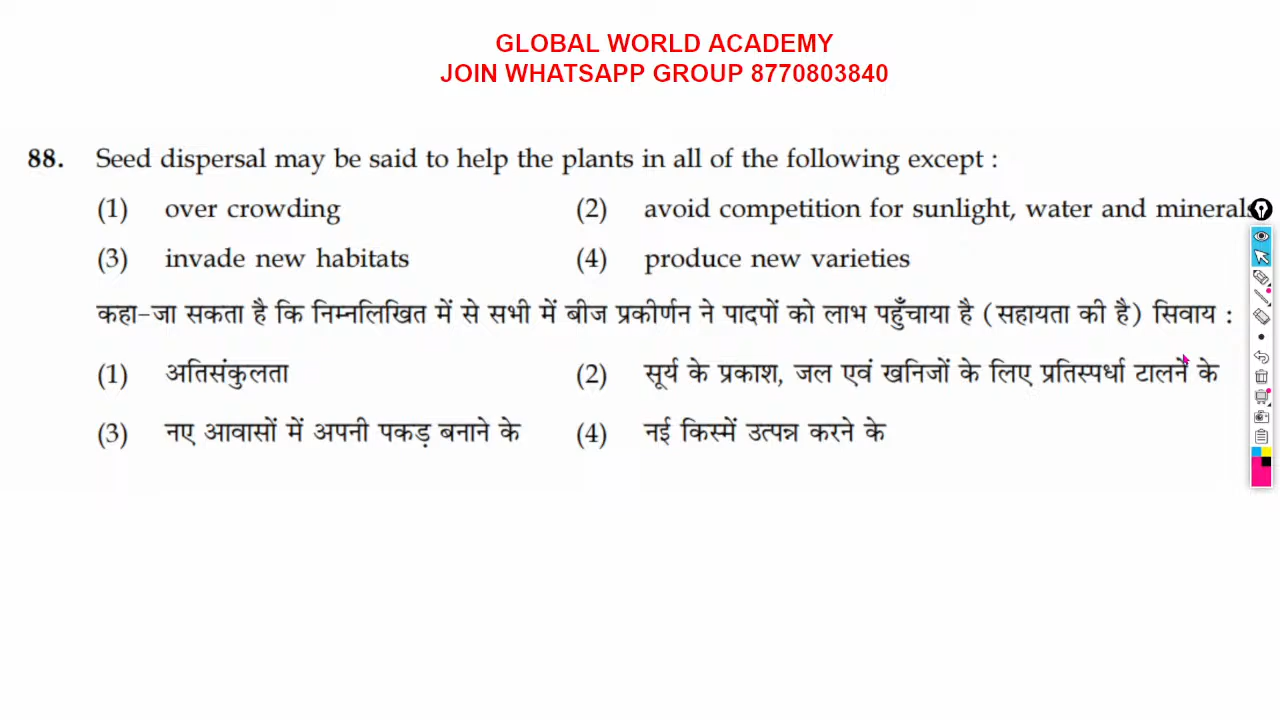 GLOBAL WORLD ACADEMY
JOIN WHATSAPP GROUP 8770803840
88. Seed dispersal may be said to help the plants in all of the following except :
(1) over crowding (2) avoid competition for sunlight, water and minerals
(3) invade new habitats (4) produce new varieties
कहा-जा सकता है कि निम्नलिखित में से सभी में बीज प्रकीर्णन ने पादपों को लाभ पहुँचाया है (सहायता की है) सिवाय :
(1) अतिसंकुलता (2) सूर्य के प्रकाश, जल एवं खनिजों के लिए प्रतिस्पर्धा टालने के
(3) नए आवासों में अपनी पकड़ बनाने के (4) नई किस्में उत्पन्न करने के